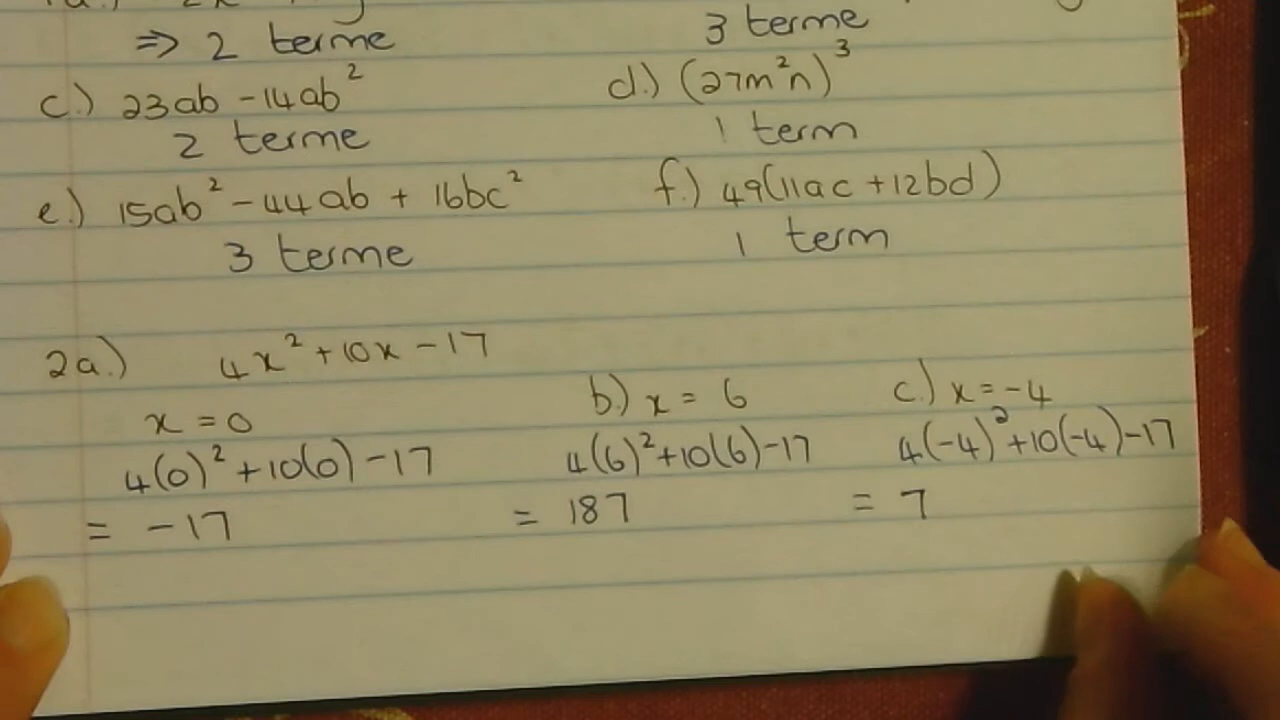 ⇒ 2 terme
3 terme
c.) 23ab - 14ab²
d.) (27m²n)³
2 terme
1 term
e.) 15ab² - 44ab + 16bc²
f.) 49(11ac + 12bd)
3 terme
1 term
2a.) 4x² + 10x - 17
x = 0
b.) x = 6
c.) x = -4
4(0)² + 10(0) - 17
4(6)² + 10(6) - 17
4(-4)² + 10(-4) - 17
= -17
= 187
= 7